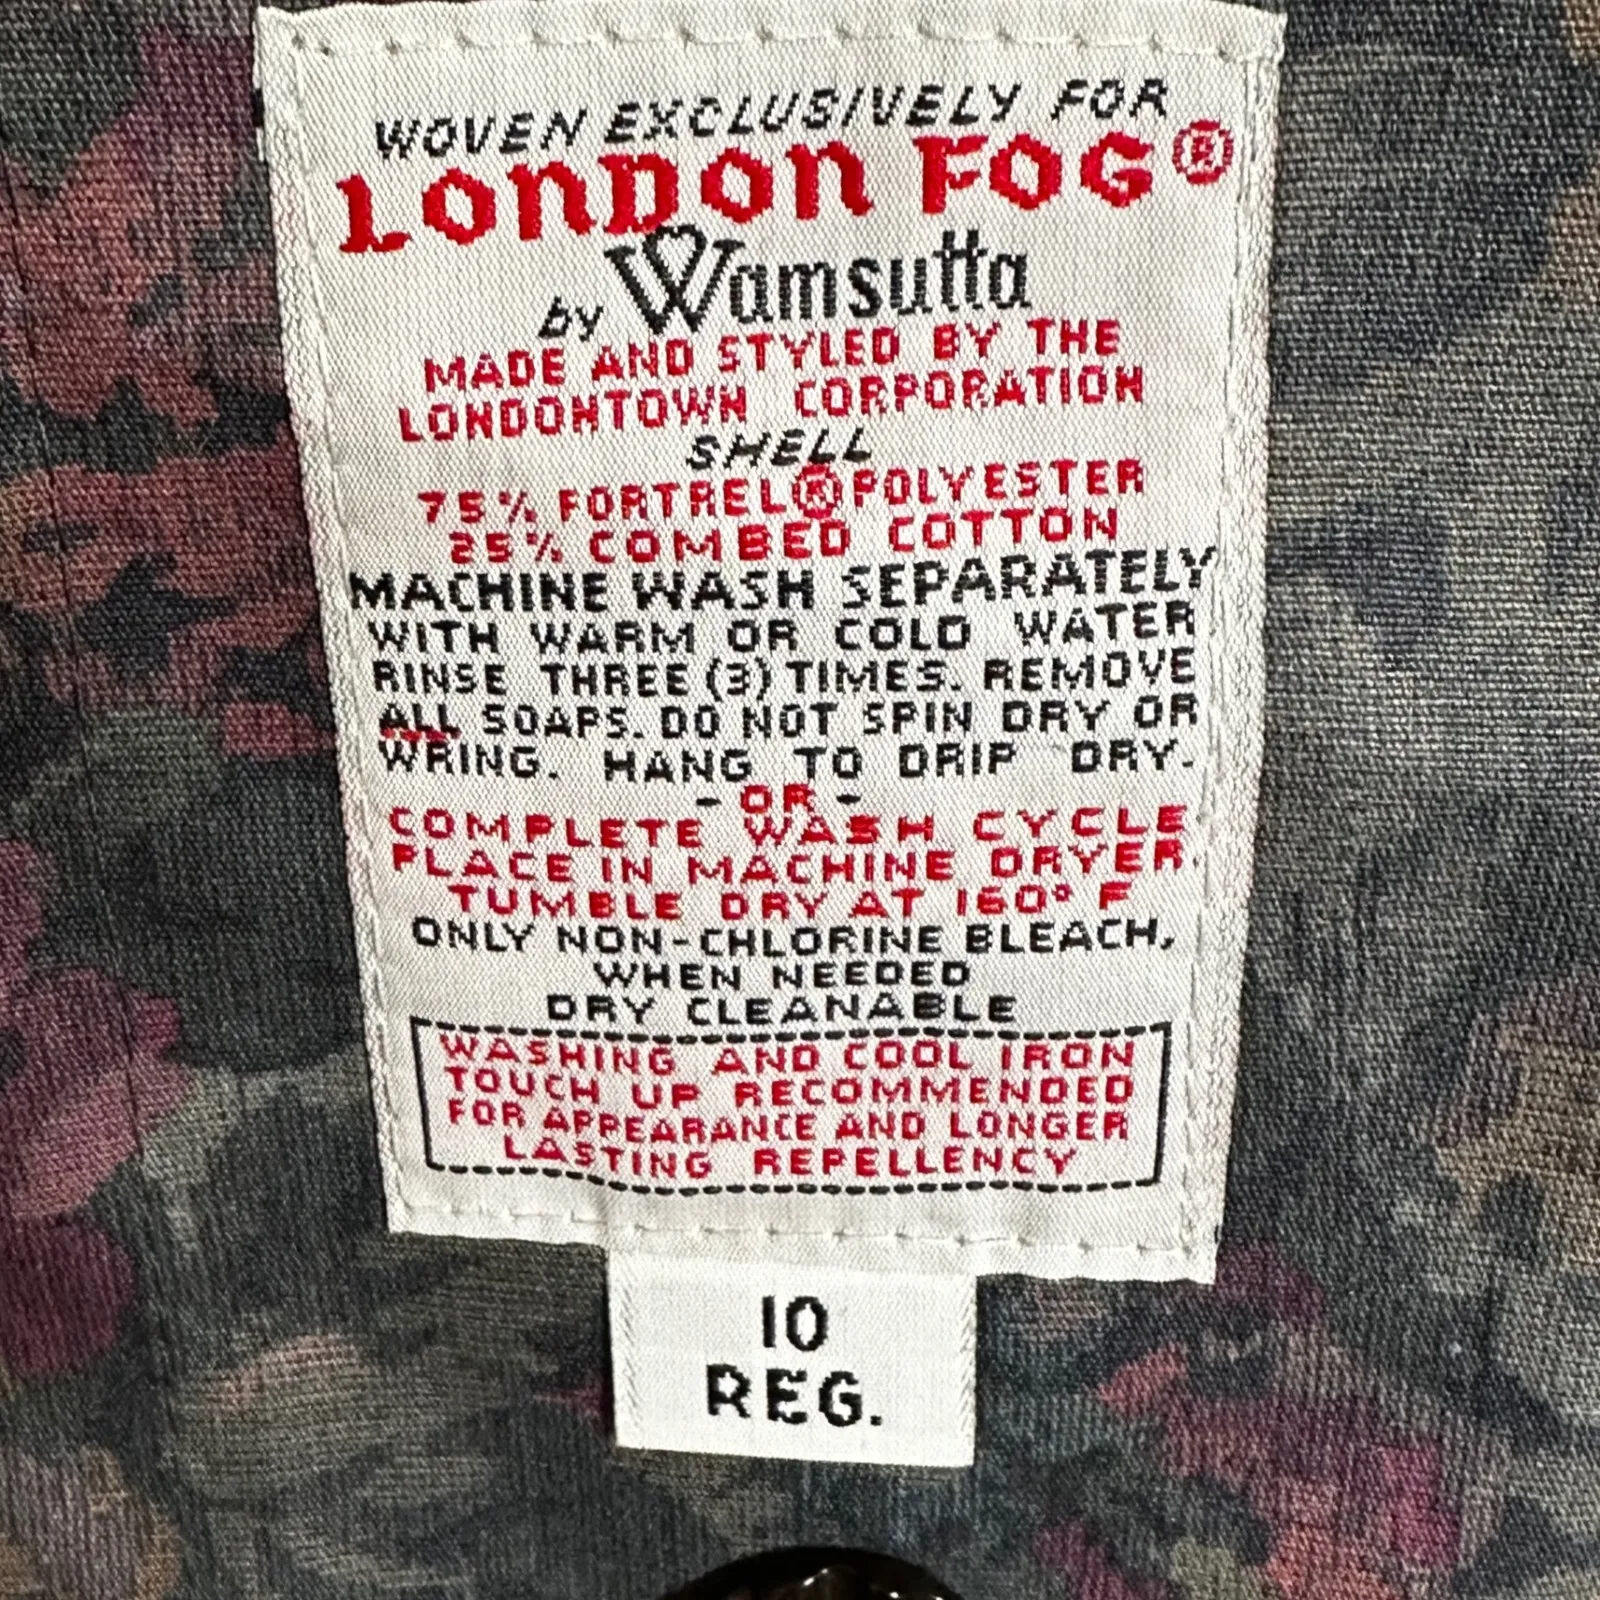 WOVEN EXCLUSIVELY FOR
LONDON FOG®
by Wamsutta
MADE AND STYLED BY THE
LONDONTOWN CORPORATION
SHELL
75% FORTREL® POLYESTER
25% COMBED COTTON
MACHINE WASH SEPARATELY
WITH WARM OR COLD WATER
RINSE THREE (3) TIMES. REMOVE
ALL SOAPS. DO NOT SPIN DRY OR
WRING. HANG TO DRIP DRY.
- OR -
COMPLETE WASH CYCLE
PLACE IN MACHINE DRYER.
TUMBLE DRY AT 160° F
ONLY NON-CHLORINE BLEACH,
WHEN NEEDED
DRY CLEANABLE
WASHING AND COOL IRON
TOUCH UP RECOMMENDED
FOR APPEARANCE AND LONGER
LASTING REPELLENCY
10
REG.